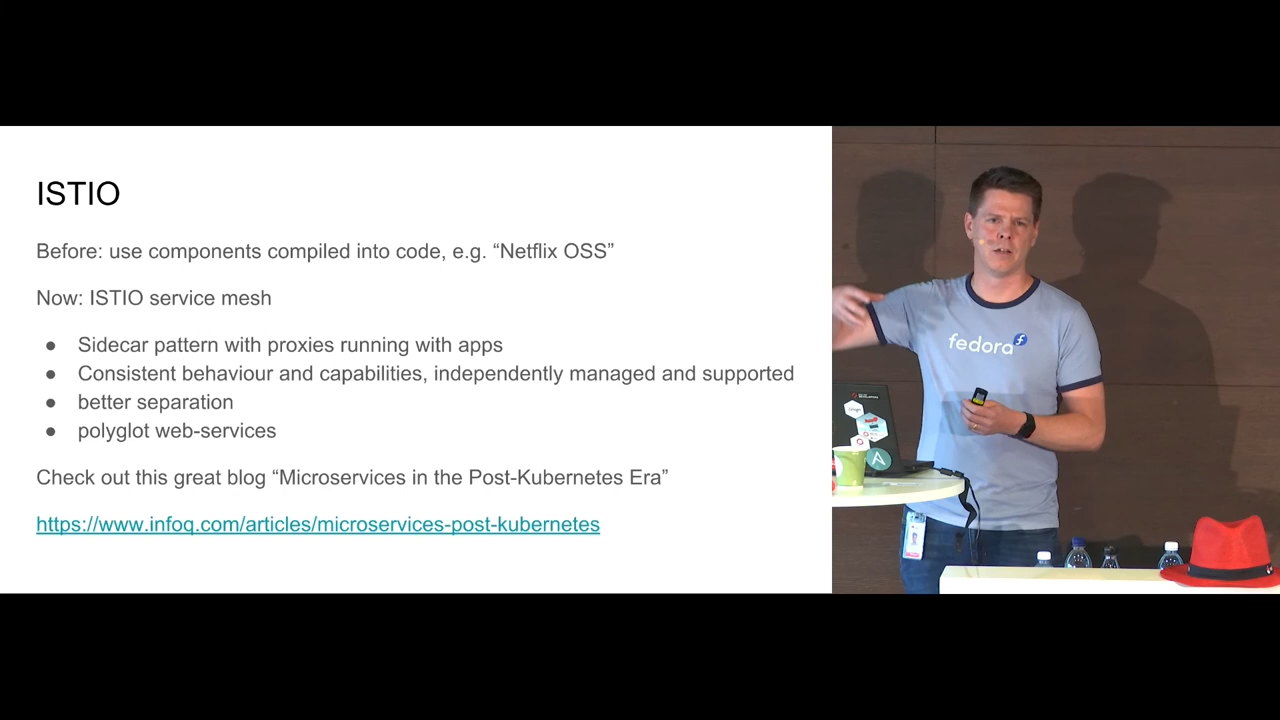 ISTIO
Before: use components compiled into code, e.g. “Netflix OSS”
Now: ISTIO service mesh
● Sidecar pattern with proxies running with apps
● Consistent behaviour and capabilities, independently managed and supported
● better separation
● polyglot web-services
Check out this great blog “Microservices in the Post-Kubernetes Era”
https://www.infoq.com/articles/microservices-post-kubernetes
fedora